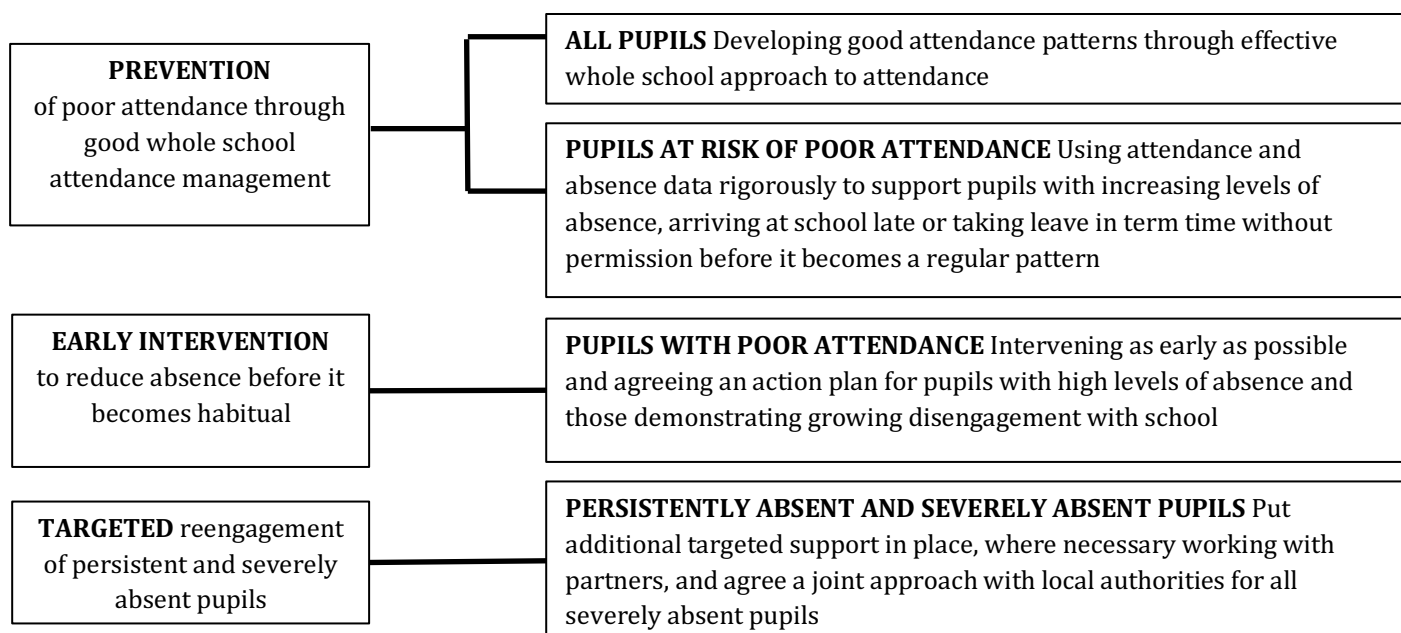 PREVENTION
of poor attendance through
good whole school
attendance management
ALL PUPILS Developing good attendance patterns through effective
whole school approach to attendance
PUPILS AT RISK OF POOR ATTENDANCE Using attendance and
absence data rigorously to support pupils with increasing levels of
absence, arriving at school late or taking leave in term time without
permission before it becomes a regular pattern
EARLY INTERVENTION
to reduce absence before it
becomes habitual
PUPILS WITH POOR ATTENDANCE Intervening as early as possible
and agreeing an action plan for pupils with high levels of absence and
those demonstrating growing disengagement with school
TARGETED reengagement
of persistent and severely
absent pupils
PERSISTENTLY ABSENT AND SEVERELY ABSENT PUPILS Put
additional targeted support in place, where necessary working with
partners, and agree a joint approach with local authorities for all
severely absent pupils